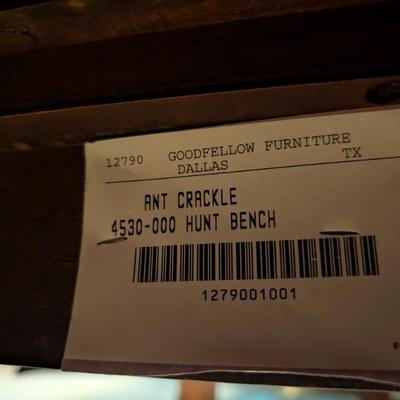 12790 GOODFELLOW FURNITURE
DALLAS TX
ANT CRACKLE
4530-000 HUNT BENCH
1279001001